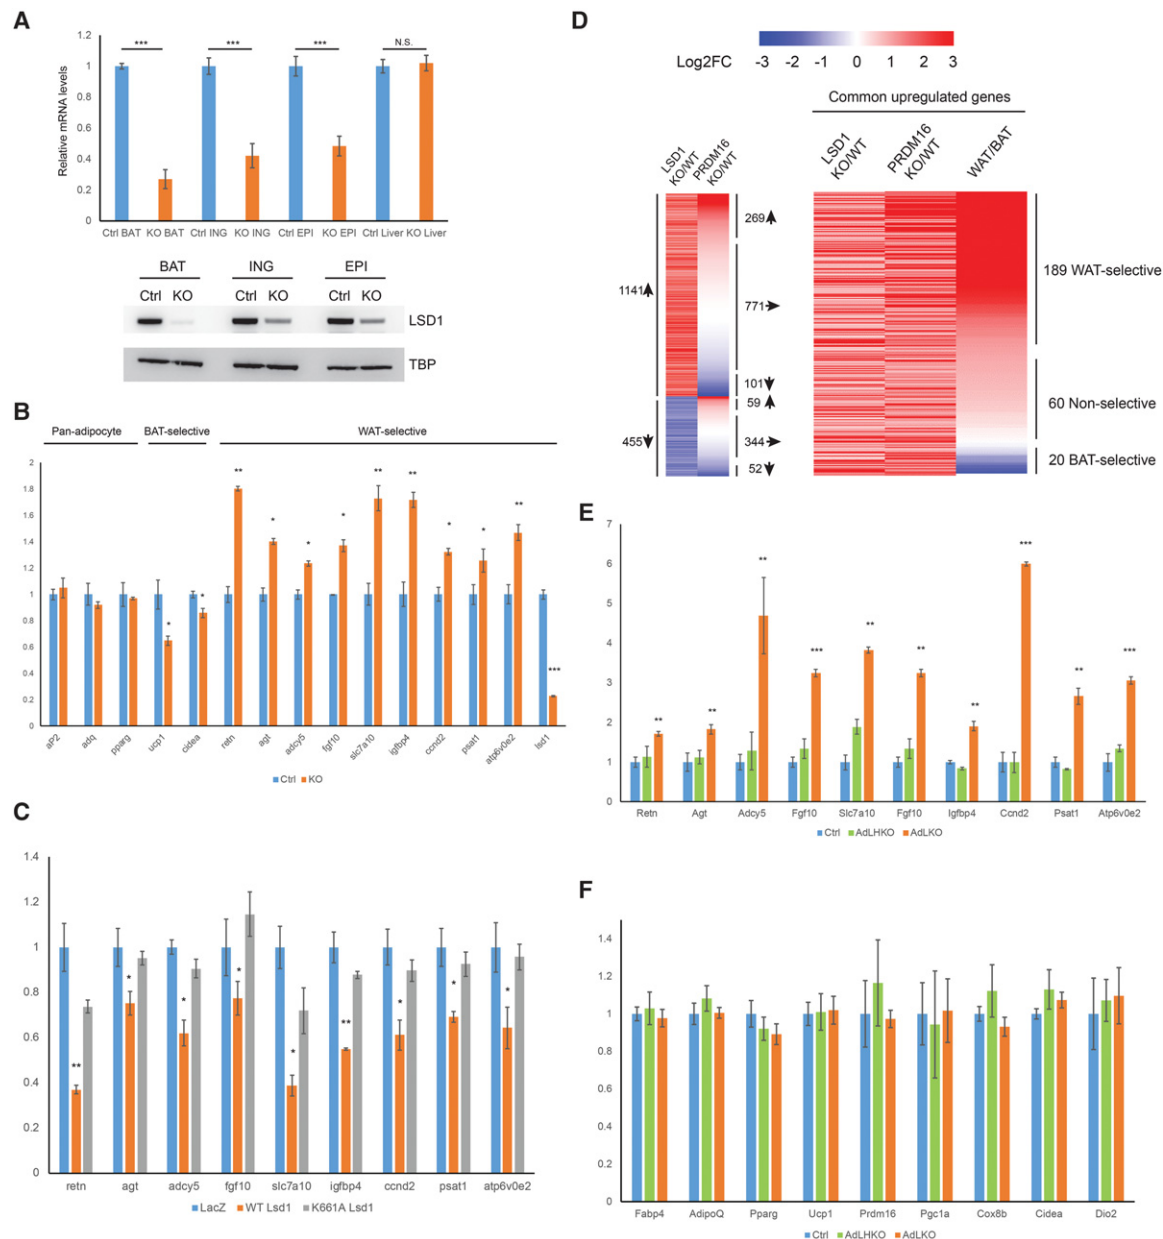 A
1.2
1
0.8
0.6
0.4
0.2
0
Relative mRNA levels
*** *** *** N.S.
Ctrl BAT KO BAT Ctrl ING KO ING Ctrl EPI KO EPI Ctrl Liver KO Liver
BAT ING EPI
Ctrl KO Ctrl KO Ctrl KO
LSD1
TBP
B
Pan-adipocyte BAT-selective WAT-selective
2
1.8
1.6
1.4
1.2
1
0.8
0.6
0.4
0.2
0
* * ** * * * ** ** * * ** ***
aP2 adq pparg ucp1 cidea retn agt adcy5 fgf10 slc7a10 igfbp4 ccnd2 psat1 atp6v0e2 lsd1
Ctrl KO
C
1.4
1.2
1
0.8
0.6
0.4
0.2
0
** * * * * ** * * *
retn agt adcy5 fgf10 slc7a10 igfbp4 ccnd2 psat1 atp6v0e2
LacZ WT Lsd1 K661A Lsd1
D
Log2FC
-3 -2 -1 0 1 2 3
Common upregulated genes
LSD1
KO/WT
PRDM16
KO/WT
LSD1
KO/WT
PRDM16
KO/WT
WAT/BAT
1141
455
269
771
101
59
344
52
189 WAT-selective
60 Non-selective
20 BAT-selective
E
7
6
5
4
3
2
1
0
** ** ** *** ** ** ** *** ** ***
Retn Agt Adcy5 Fgf10 Slc7a10 Fgf10 Igfbp4 Ccnd2 Psat1 Atp6v0e2
Ctrl AdLHKO AdLKO
F
1.4
1.2
1
0.8
0.6
0.4
0.2
0
Fabp4 AdipoQ Pparg Ucp1 Prdm16 Pgc1a Cox8b Cidea Dio2
Ctrl AdLHKO AdLKO